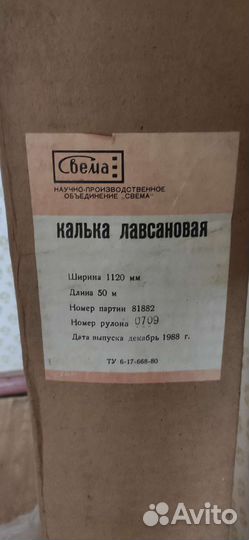 Свема
НАУЧНО-ПРОИЗВОДСТВЕННОЕ
ОБЪЕДИНЕНИЕ „СВЕМА"
КАЛЬКА ЛАВСАНОВАЯ
Ширина 1120 мм
Длина 50 м
Номер партии 81882
Номер рулона 0709
Дата выпуска декабрь 1988 г.
ТУ 6-17-668-80
Avito